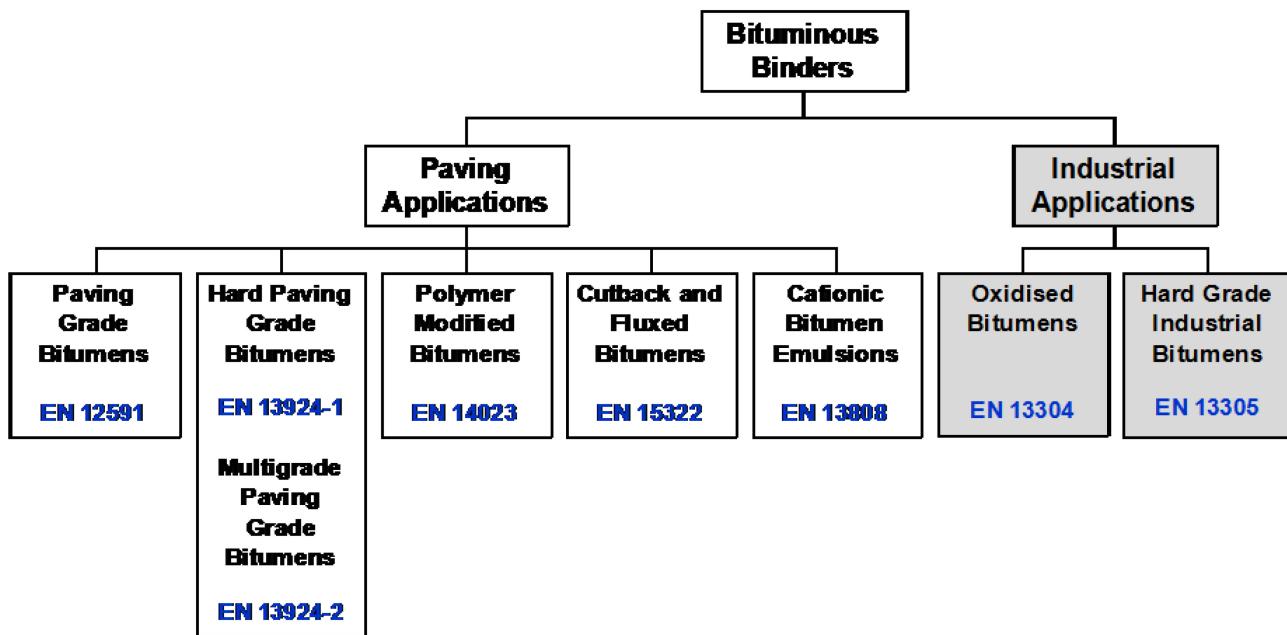 Bituminous
Binders
Paving
Applications
Industrial
Applications
Paving
Grade
Bitumens
EN 12591
Hard Paving
Grade
Bitumens
EN 13924-1
Multigrade
Paving
Grade
Bitumens
EN 13924-2
Polymer
Modified
Bitumens
EN 14023
Cutback and
Fluxed
Bitumens
EN 15322
Cationic
Bitumen
Emulsions
EN 13808
Oxidised
Bitumens
EN 13304
Hard Grade
Industrial
Bitumens
EN 13305